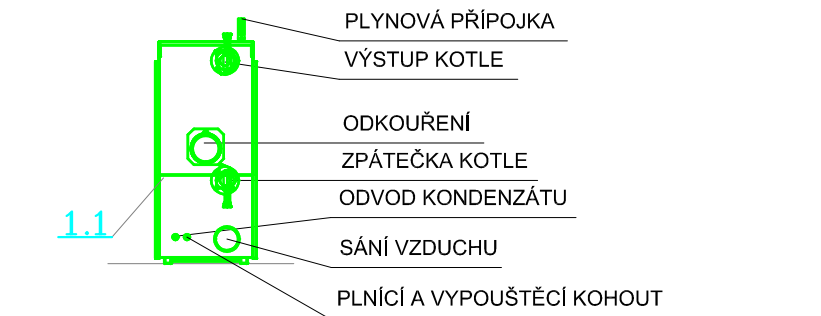 PLYNOVÁ PŘÍPOJKA
VÝSTUP KOTLE
ODKOUŘENÍ
ZPÁTEČKA KOTLE
ODVOD KONDENZÁTU
1.1
SÁNÍ VZDUCHU
PLNÍCÍ A VYPOUŠTĚCÍ KOHOUT